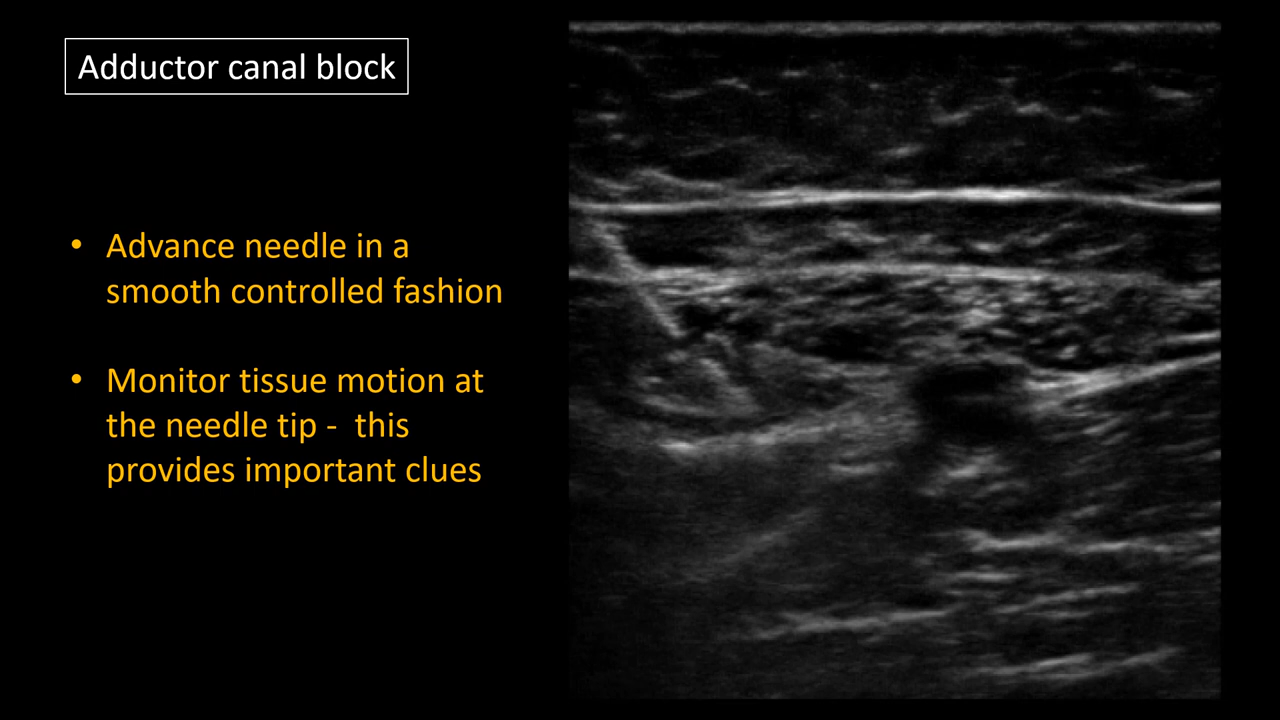 Adductor canal block
• Advance needle in a
smooth controlled fashion
• Monitor tissue motion at
the needle tip -  this
provides important clues